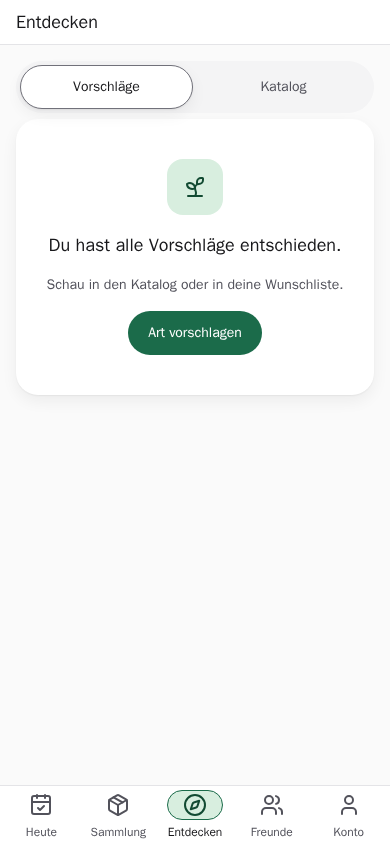 Entdecken
Vorschläge
Katalog
Du hast alle Vorschläge entschieden.
Schau in den Katalog oder in deine Wunschliste.
Art vorschlagen
Heute
Sammlung
Entdecken
Freunde
Konto